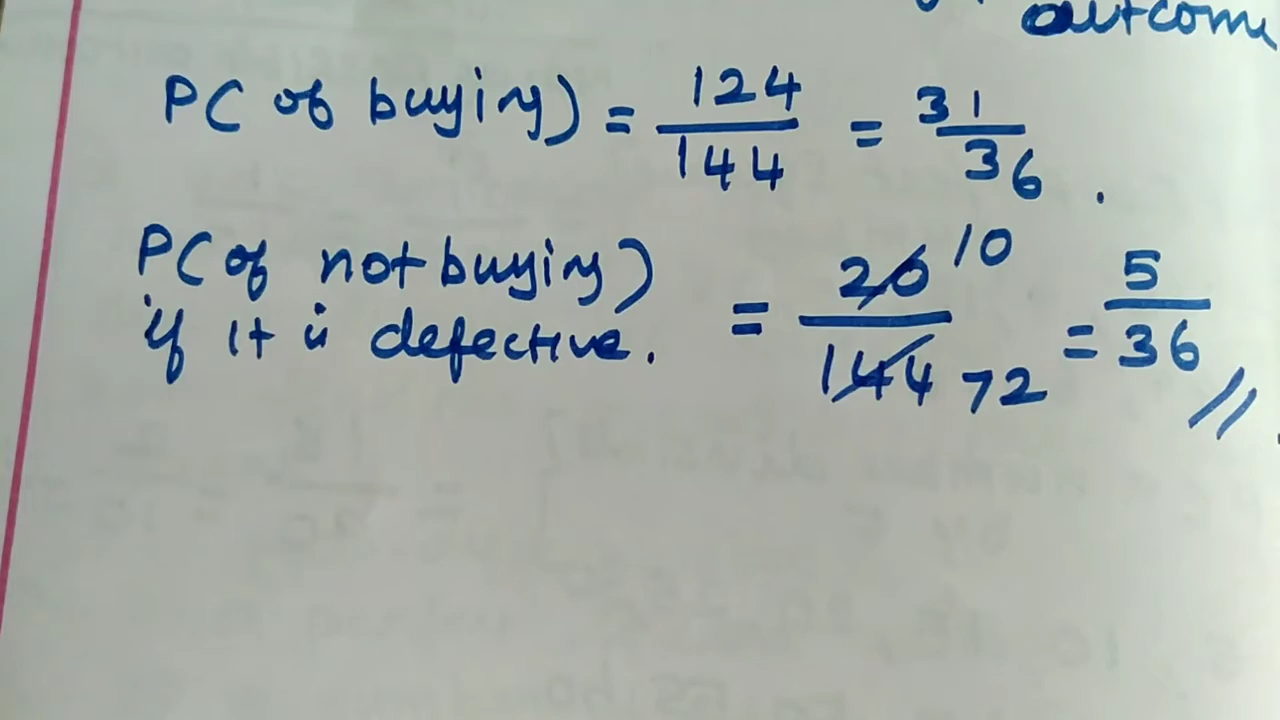 outcom
P( of buying) = 124/144 = 31/36 .
P( of not buying) if it is defective. = 20/144 10/72 = 5/36 //.